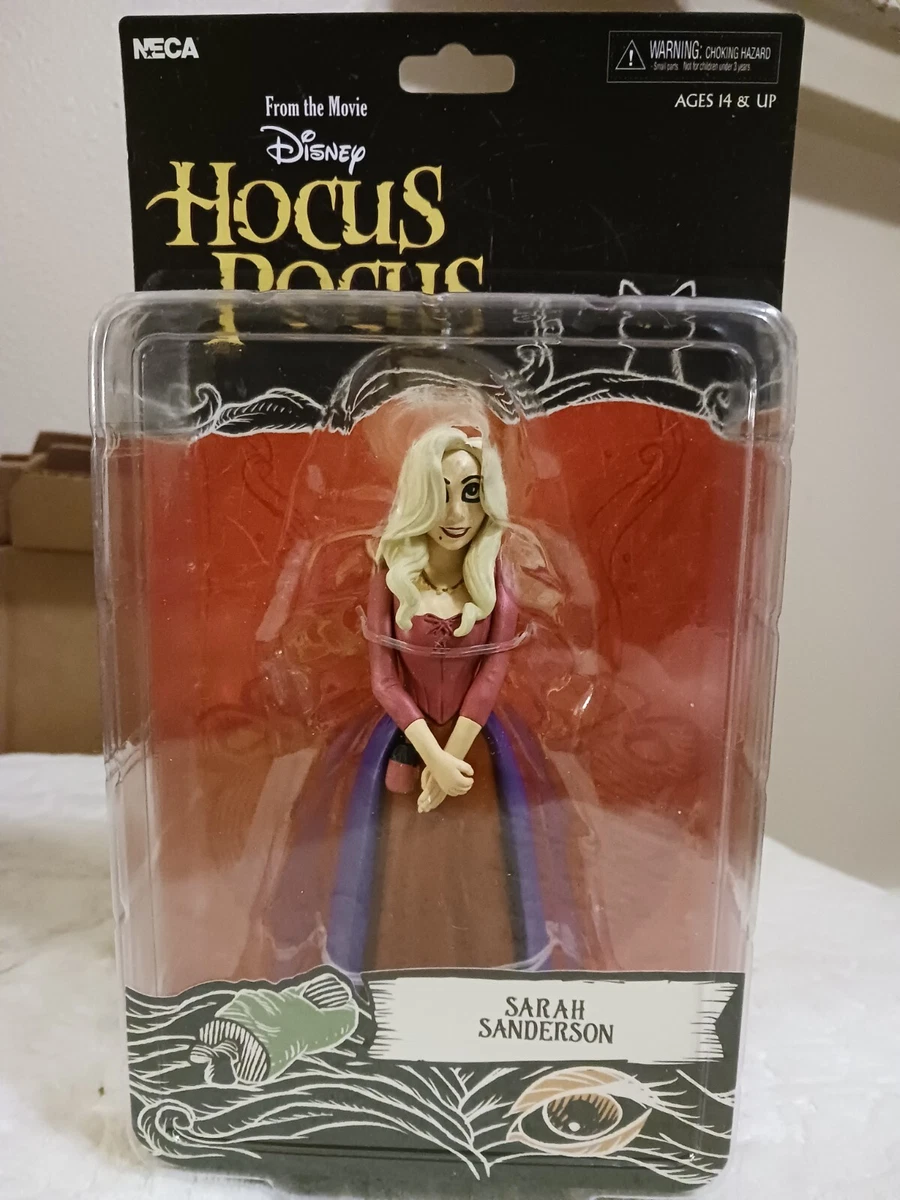 NECA
WARNING: CHOKING HAZARD
-Small parts. Not for children under 3 years
AGES 14 & UP
From the Movie
Disney
HOCUS
POCUS
SARAH
SANDERSON